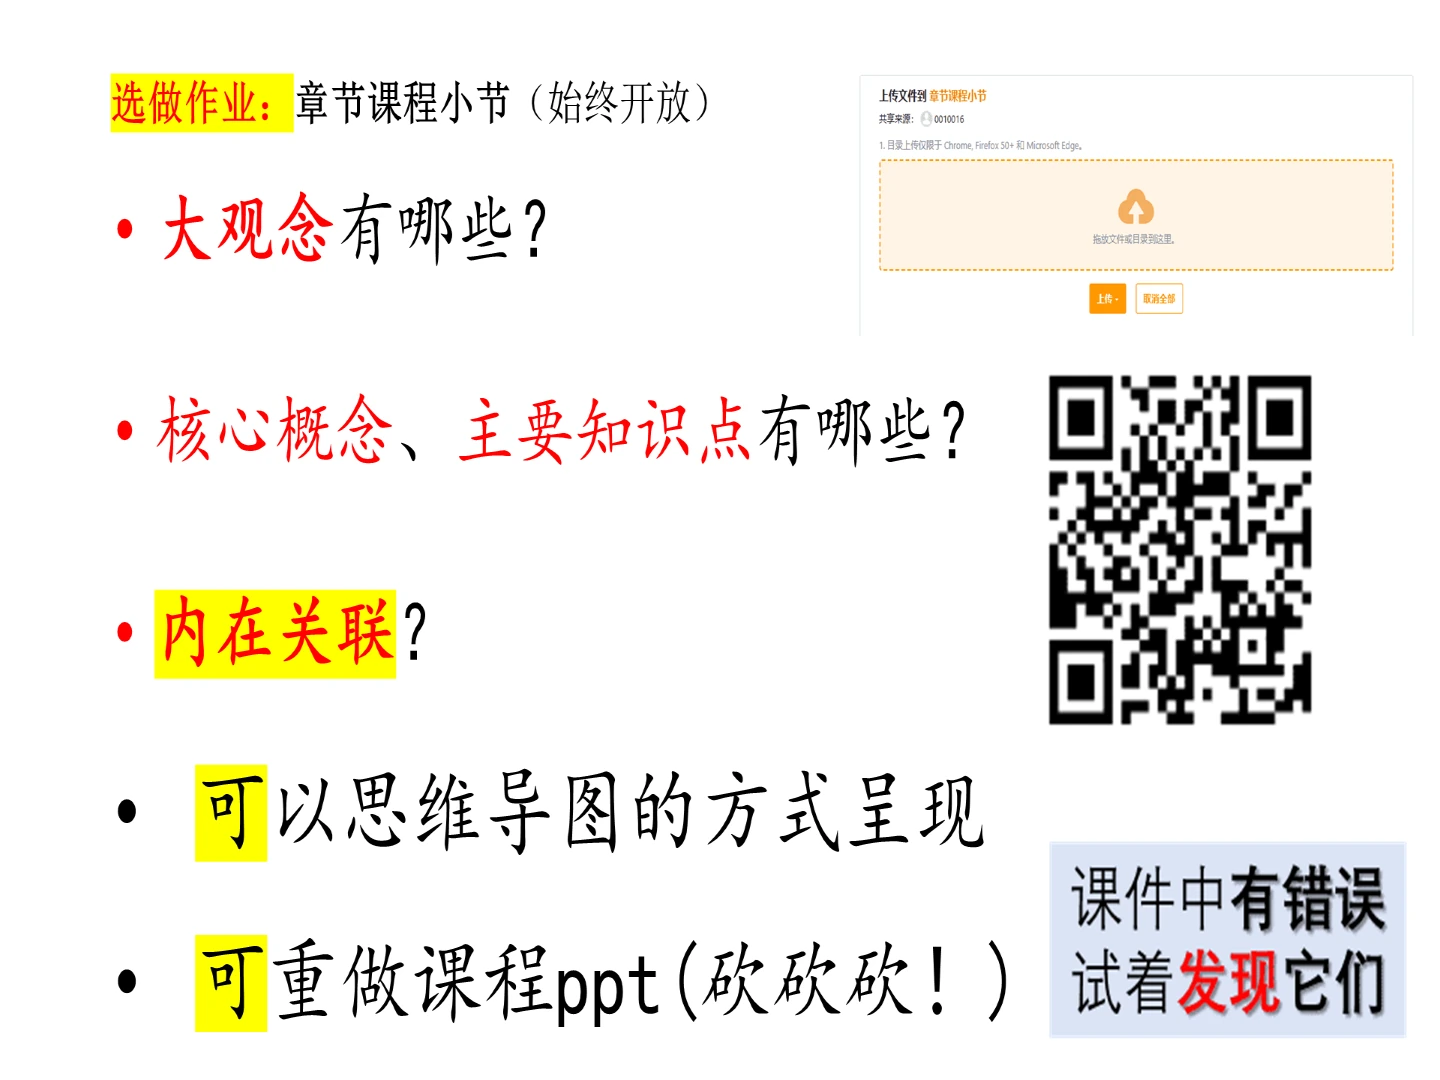 选做作业：章节课程小节（始终开放）
上传文件到 章节课程小节
共享来源： 0010016
1. 目录上传仅限于 Chrome, Firefox 50+ 和 Microsoft Edge。
拖放文件或目录到这里。
上传 取消全部
• 大观念有哪些？
• 核心概念、主要知识点有哪些？
• 内在关联？
• 可以思维导图的方式呈现
• 可重做课程ppt(砍砍砍！)
课件中有错误
试着发现它们